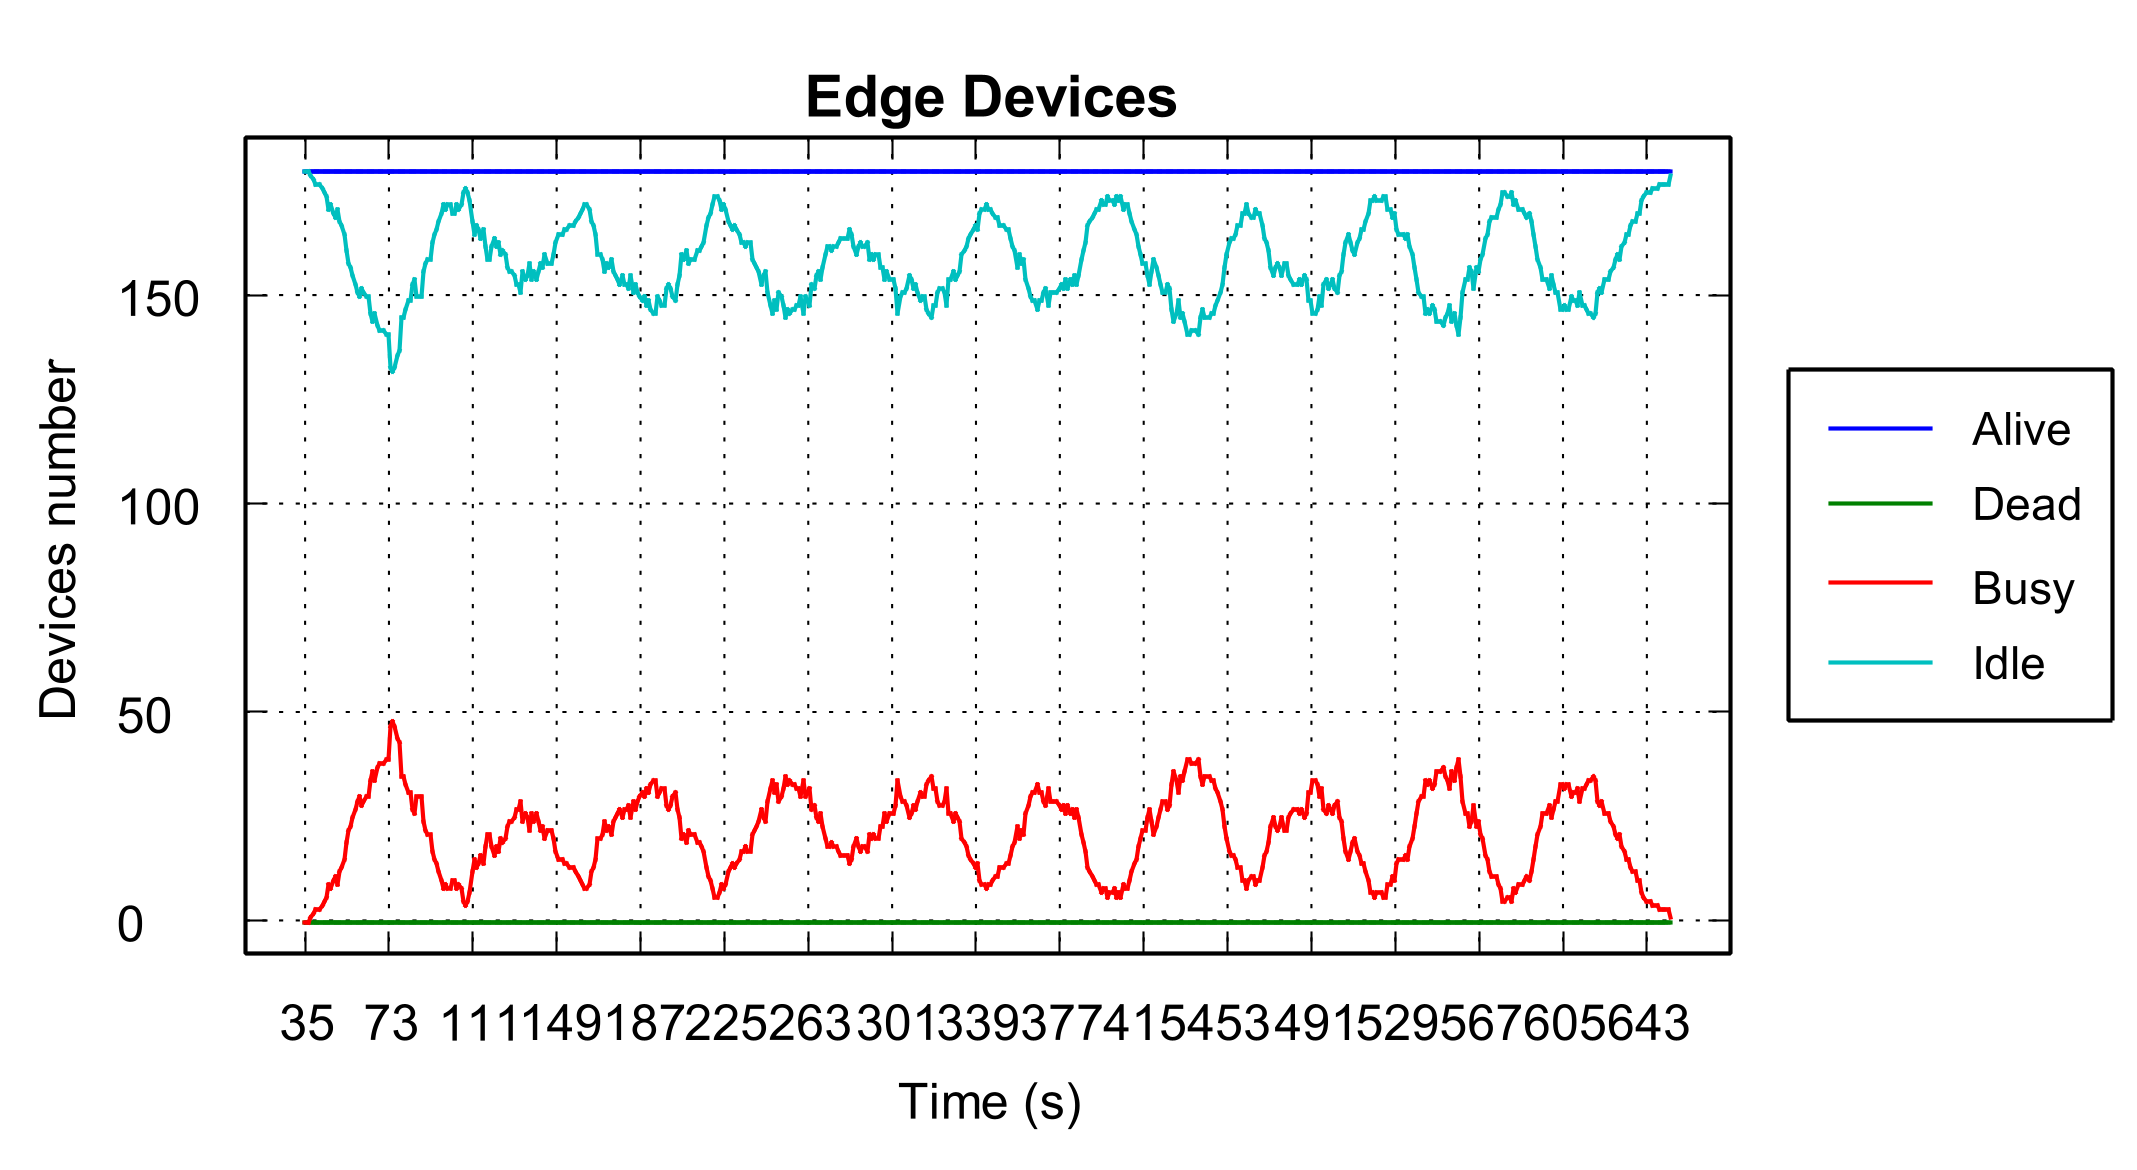 Edge Devices
150
100
50
0
Devices number
35 73 111 149 187 225 263 301 339 377 415 453 491 529 567 605 643
Time (s)
Alive
Dead
Busy
Idle